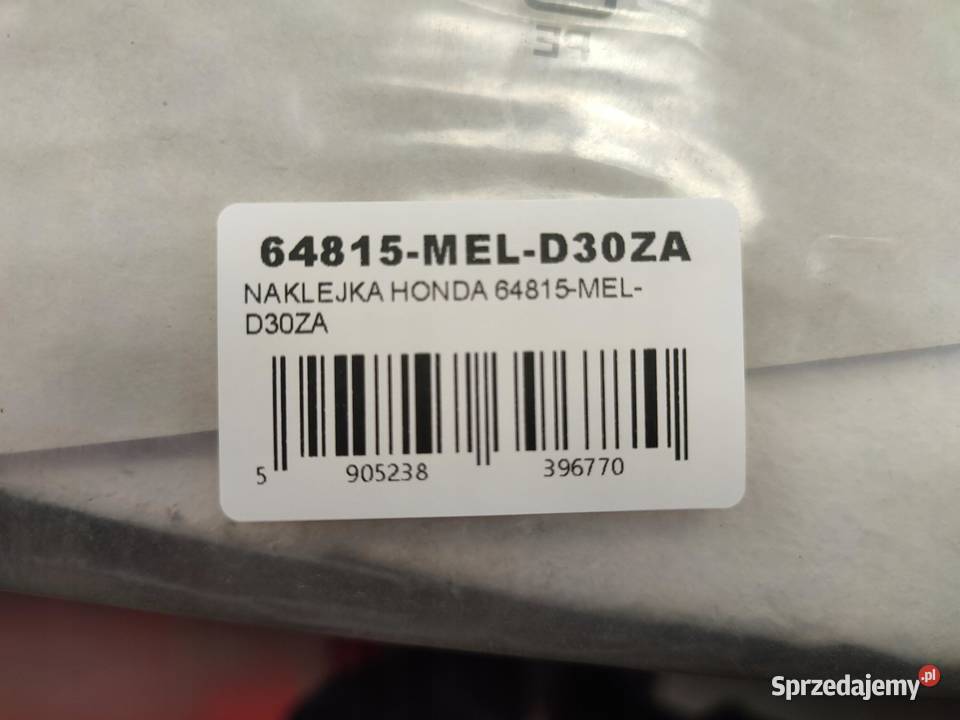 64815-MEL-D30ZA
NAKLEJKA HONDA 64815-MEL-
D30ZA
5 905238 396770
Sprzedajemy.pl